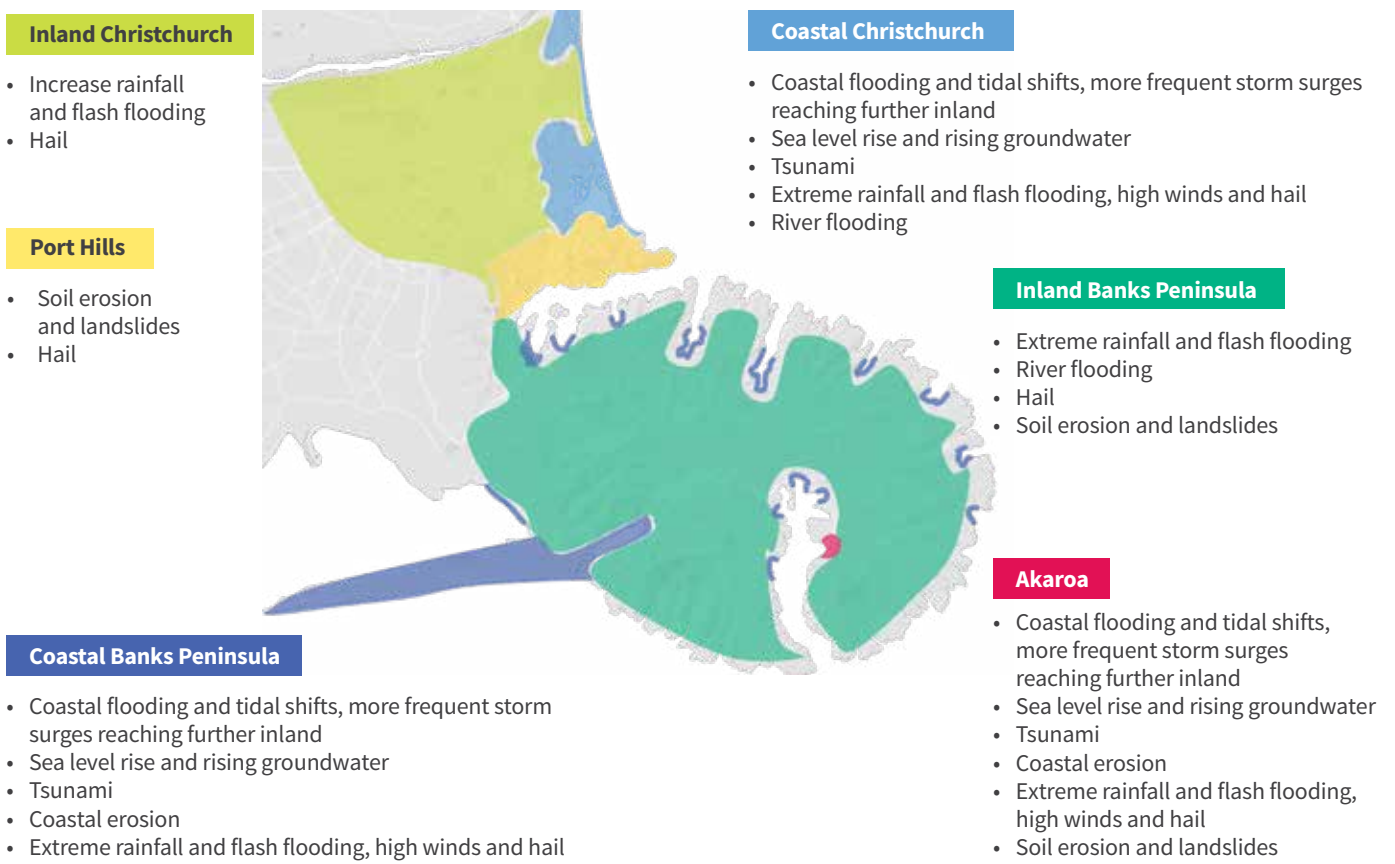 Inland Christchurch
• Increase rainfall
and flash flooding
• Hail
Port Hills
• Soil erosion
and landslides
• Hail
Coastal Christchurch
• Coastal flooding and tidal shifts, more frequent storm surges
reaching further inland
• Sea level rise and rising groundwater
• Tsunami
• Extreme rainfall and flash flooding, high winds and hail
• River flooding
Inland Banks Peninsula
• Extreme rainfall and flash flooding
• River flooding
• Hail
• Soil erosion and landslides
Akaroa
• Coastal flooding and tidal shifts,
more frequent storm surges
reaching further inland
• Sea level rise and rising groundwater
• Tsunami
• Coastal erosion
• Extreme rainfall and flash flooding,
high winds and hail
• Soil erosion and landslides
Coastal Banks Peninsula
• Coastal flooding and tidal shifts, more frequent storm
surges reaching further inland
• Sea level rise and rising groundwater
• Tsunami
• Coastal erosion
• Extreme rainfall and flash flooding, high winds and hail